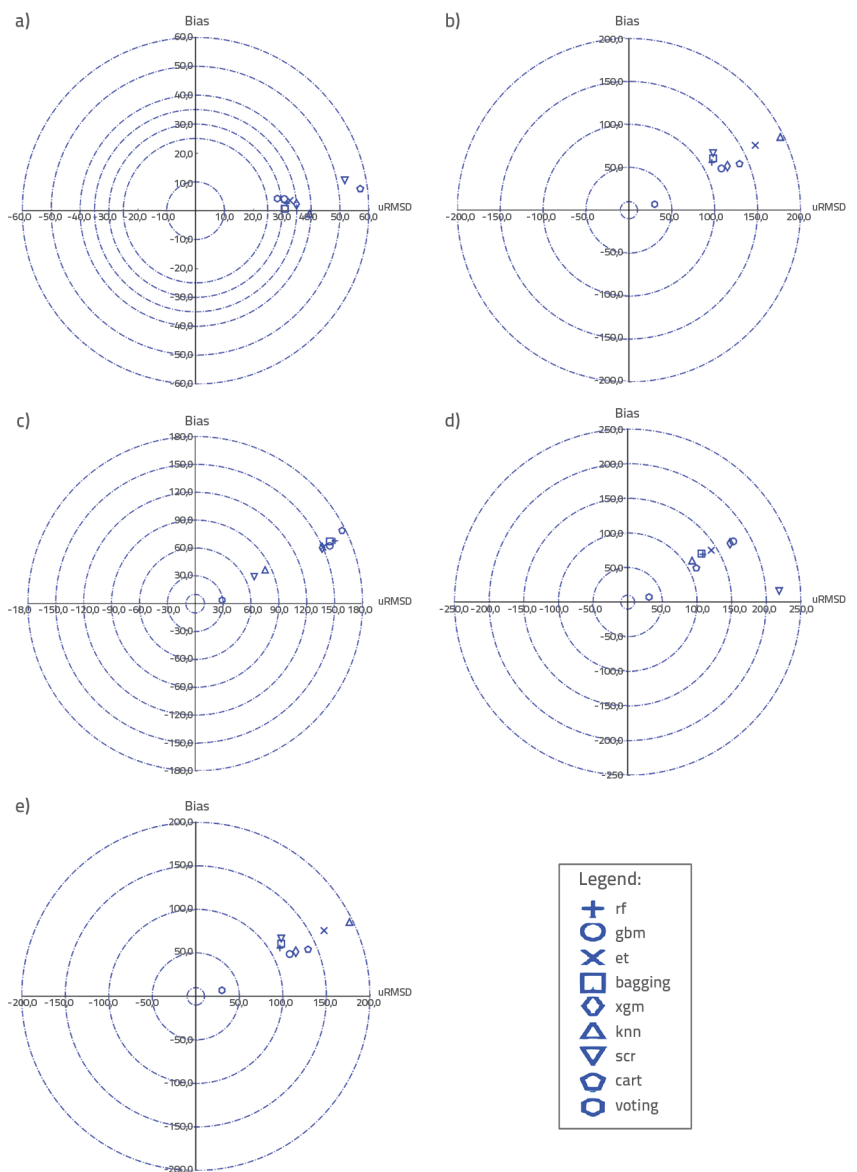 a)
Bias
60,0
50,0
40,0
30,0
20,0
10,0
-60,0 -50,0 -40,0 -30,0 -20,0 -10,0 0 10,0 20,0 30,0 40,0 50,0 60,0
uRMSD
-10,0
-20,0
-30,0
-40,0
-50,0
-60,0
b)
Bias
200,0
150,0
100,0
50,0
-200,0 -150,0 -100,0 -50,0 0 50,0 100,0 150,0 200,0
uRMSD
-50,0
-100,0
-150,0
-200,0
c)
Bias
180,0
150,0
120,0
90,0
60,0
30,0
-18,0 -15,0 -12,0 -90,0 -60,0 -30,0 0 30,0 60,0 90,0 120,0 150,0 180,0
uRMSD
-30,0
-60,0
-90,0
-120,0
-150,0
-180,0
d)
Bias
250,0
200,0
150,0
100,0
50,0
-250,0 -200,0 -150,0 -100,0 -50,0 0 50,0 100,0 150,0 200,0 250,0
uRMSD
-50,0
-100,0
-150,0
-200,0
-250
e)
Bias
200,0
150,0
100,0
50,0
-200,0 -150,0 -100,0 -50,0 0 50,0 100,0 150,0 200,0
uRMSD
-50,0
-100,0
-150,0
-200,0
Legend:
rf
gbm
et
bagging
xgm
knn
scr
cart
voting